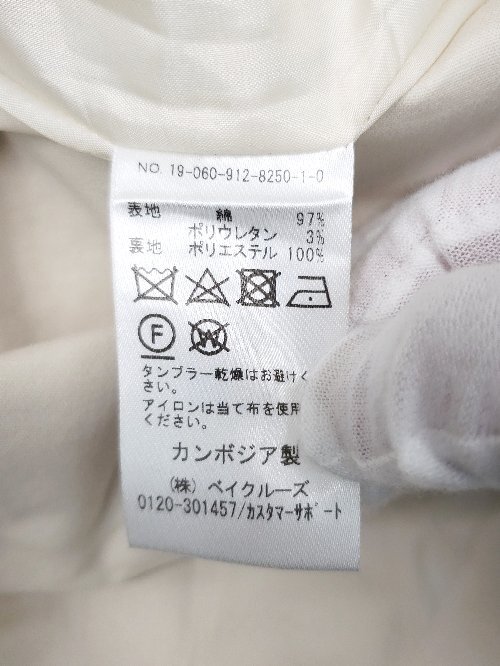 NO. 19-060-912-8250-1-0
表地 綿 97%
ポリウレタン 3%
裏地 ポリエステル 100%
F W
タンブラー乾燥はお避けく
さい。
アイロンは当て布を使用
ください。
カンボジア製
(株) ベイクルーズ
0120-301457/カスタマーサポート